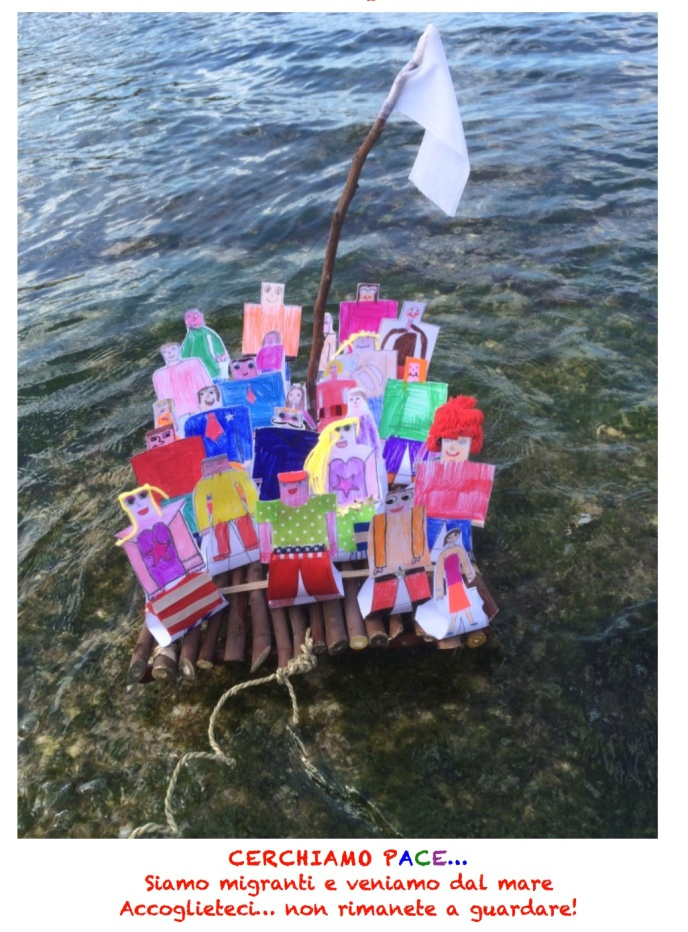 CERCHIAMO PACE...
Siamo migranti e veniamo dal mare
Accoglieteci... non rimanete a guardare!